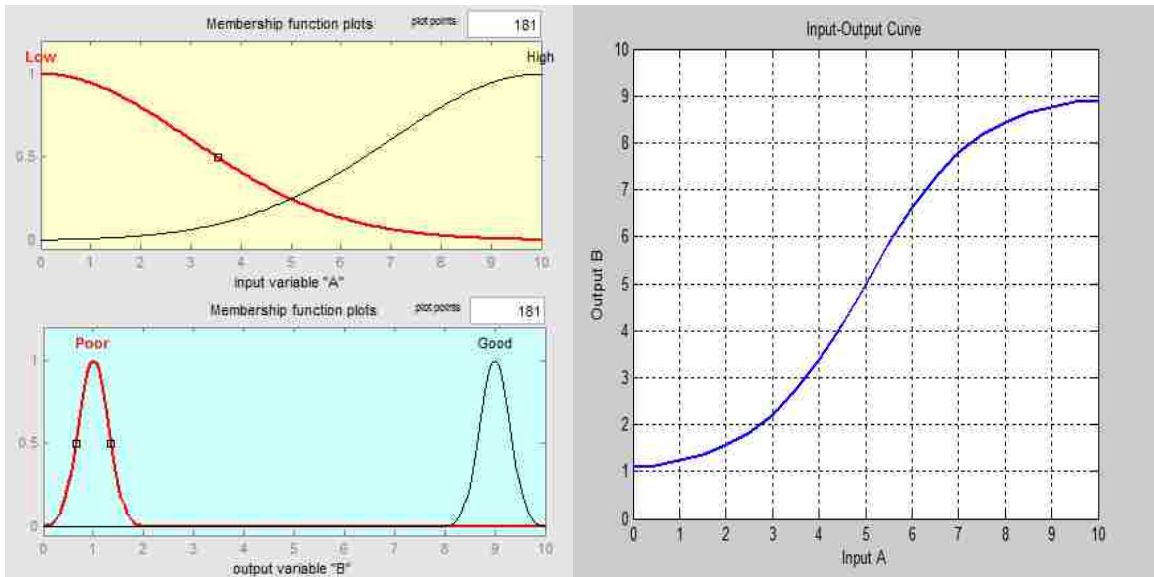 Membership function plots plot points: 181
Low High
1
0.5
0
0 1 2 3 4 5 6 7 8 9 10
input variable "A"
Membership function plots plot points: 181
Poor Good
1
0.5
0
0 1 2 3 4 5 6 7 8 9 10
output variable "B"
Input-Output Curve
10
9
8
7
6
5
4
3
2
1
0
Output B
0 1 2 3 4 5 6 7 8 9 10
Input A